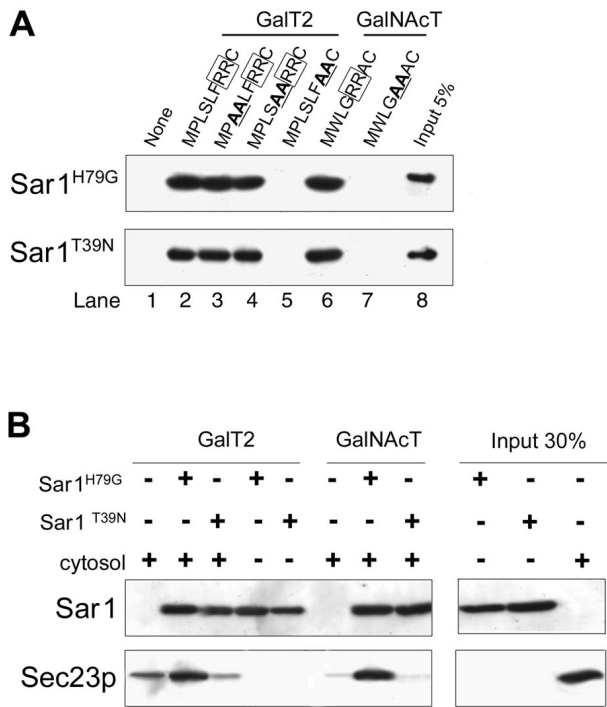 A
GalT2 GalNAcT
None MPLSLFRRC MPAALFRRC MPLSAARRC MPLSLFAAC MWLGRRAC MWLGAAAC Input 5%
Sar1H79G
Sar1T39N
Lane 1 2 3 4 5 6 7 8
B
GalT2 GalNAcT Input 30%
Sar1H79G - + - + - - + - + - -
Sar1 T39N - - + - + - - + - + -
cytosol + + + - - + + + - - +
Sar1
Sec23p